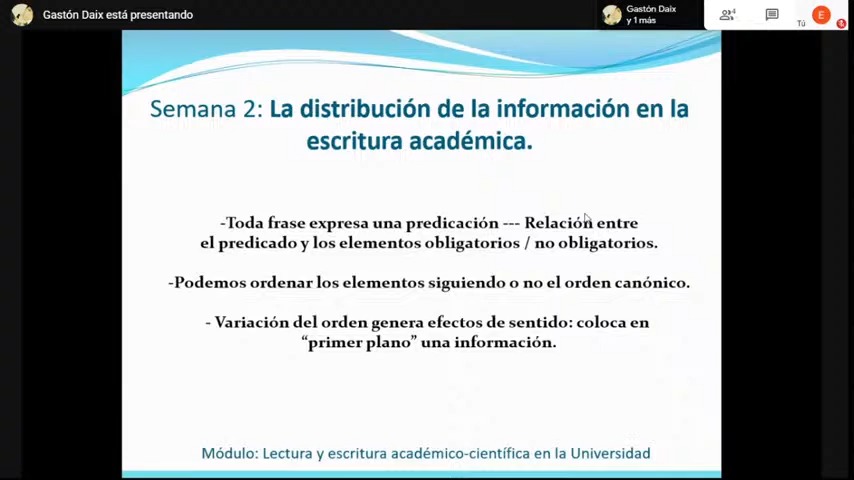 Gastón Daix está presentando
Gastón Daix
y 1 más
4
Tú
E
Semana 2: La distribución de la información en la
escritura académica.
-Toda frase expresa una predicación --- Relación entre
el predicado y los elementos obligatorios / no obligatorios.
-Podemos ordenar los elementos siguiendo o no el orden canónico.
- Variación del orden genera efectos de sentido: coloca en
“primer plano” una información.
Módulo: Lectura y escritura académico-científica en la Universidad